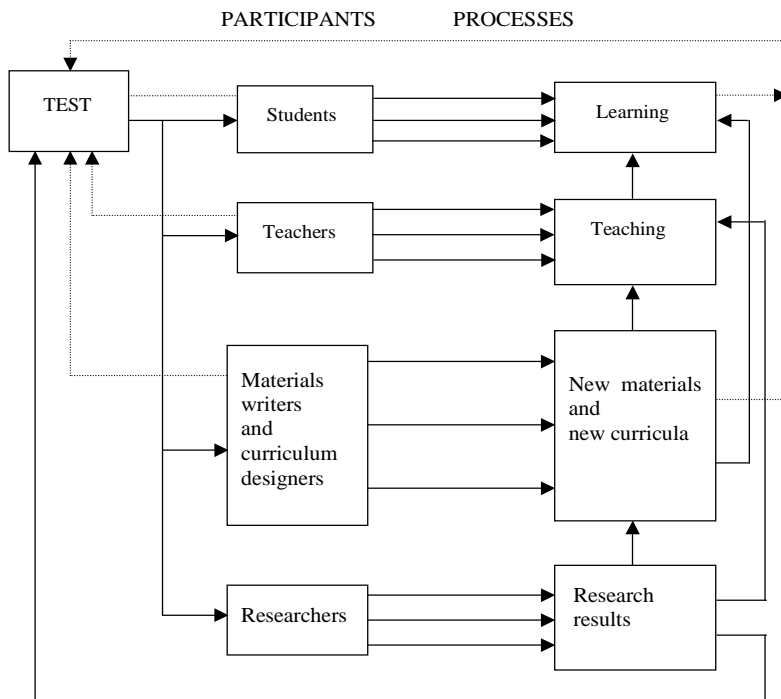 PARTICIPANTS PROCESSES
TEST
Students
Learning
Teachers
Teaching
Materials
writers
and
curriculum
designers
New materials
and
new curricula
Researchers
Research
results